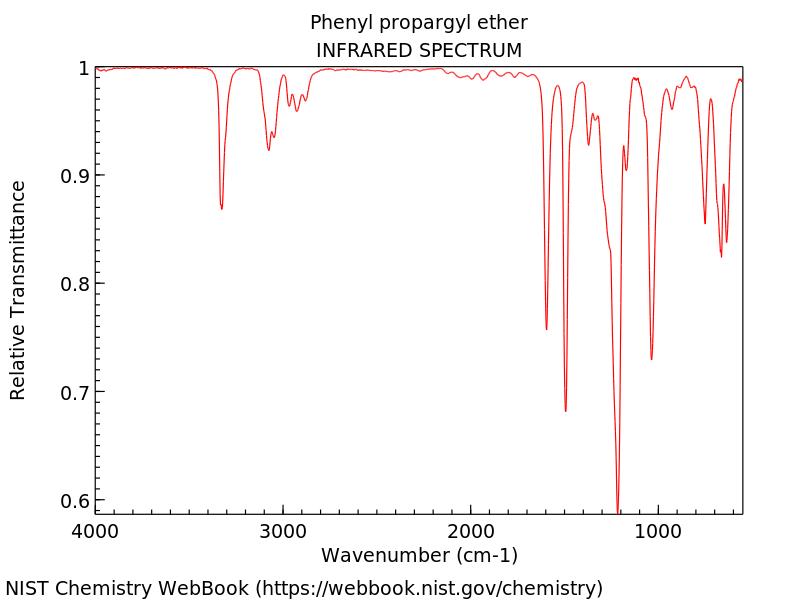 Phenyl propargyl ether
INFRARED SPECTRUM
1
0.9
0.8
0.7
0.6
Relative Transmittance
4000 3000 2000 1000
Wavenumber (cm-1)
NIST Chemistry WebBook (https://webbook.nist.gov/chemistry)